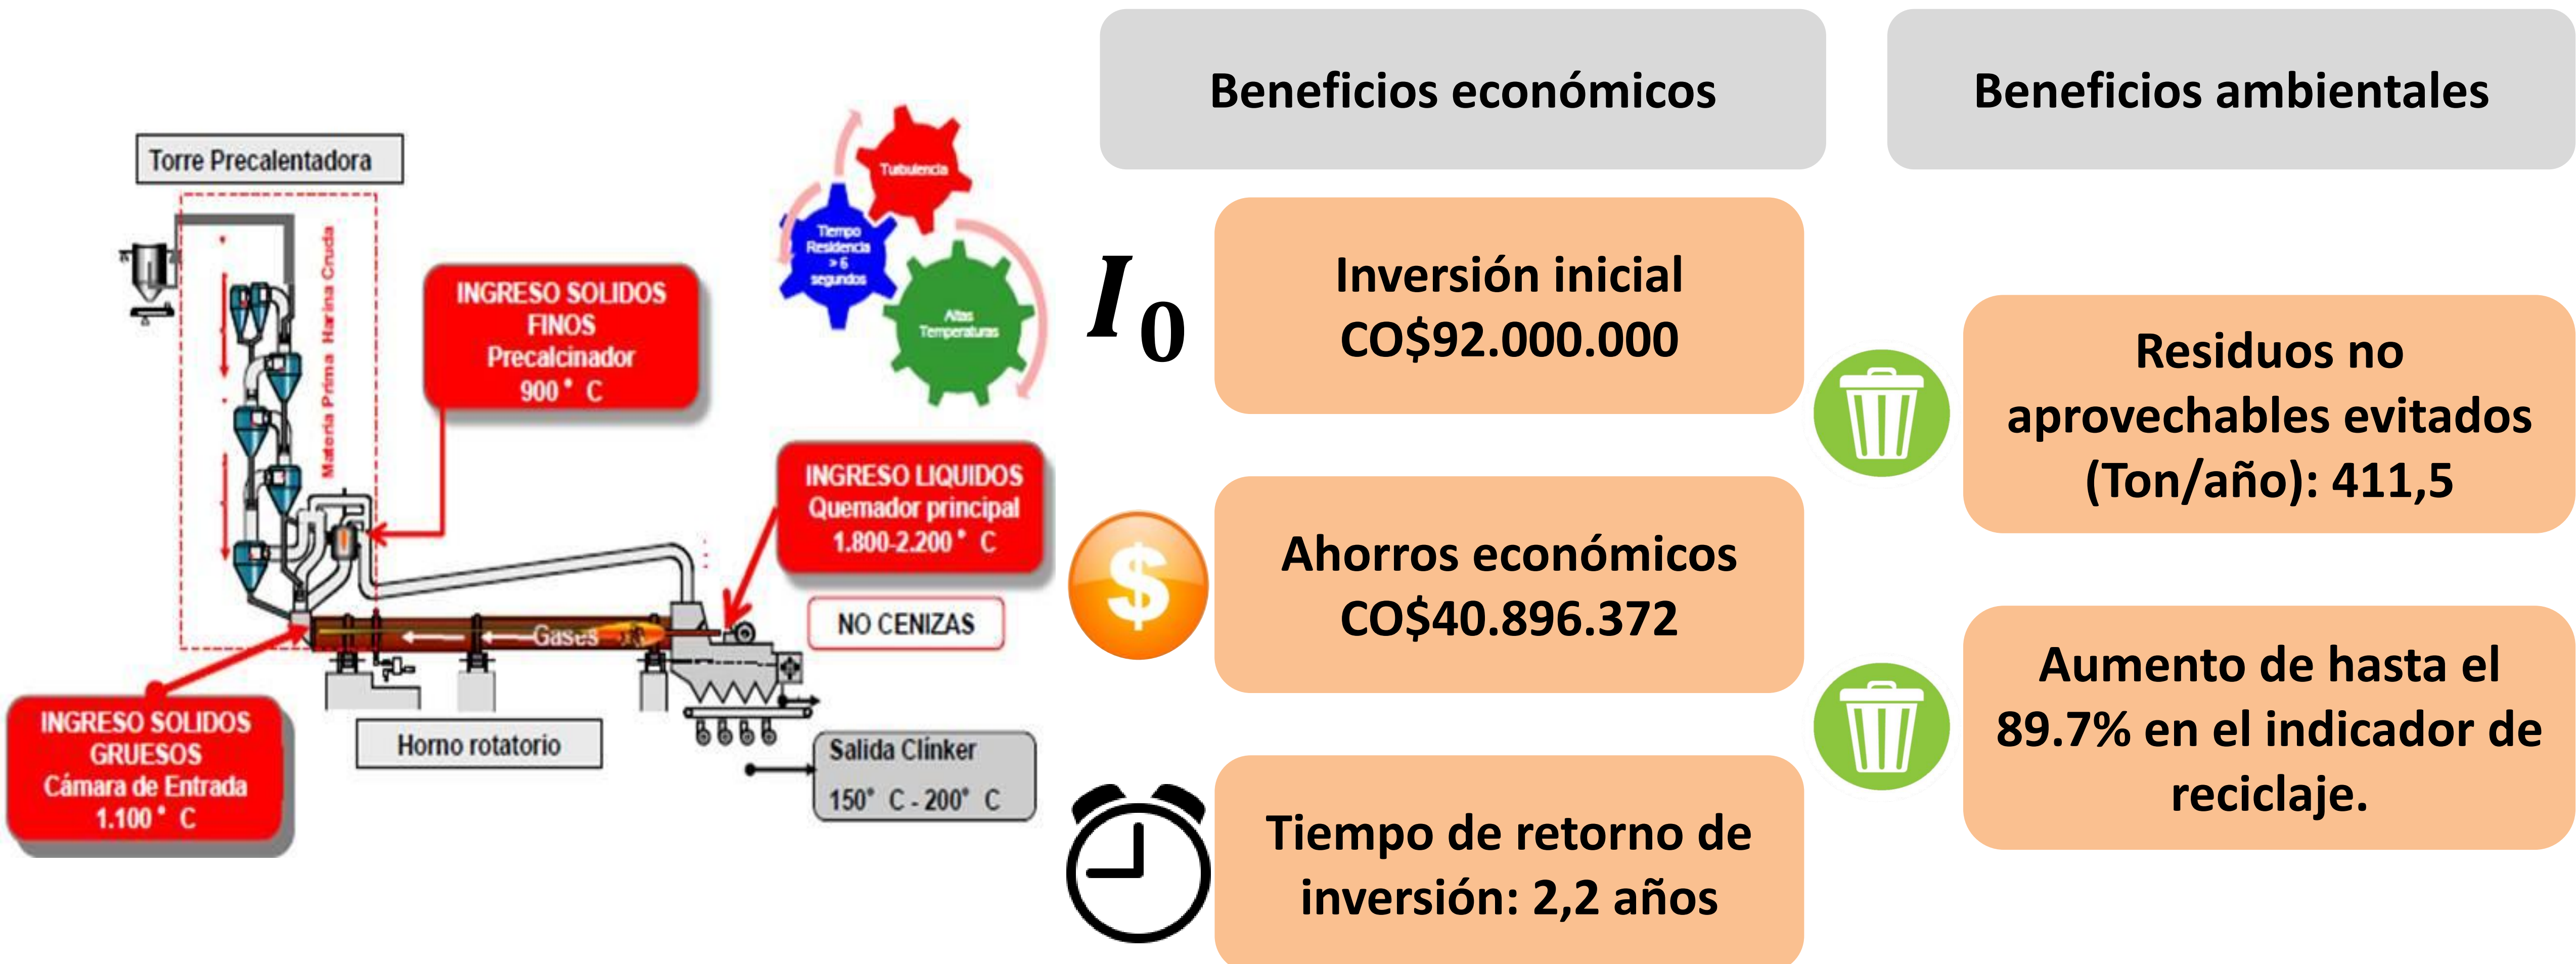 Torre Precalentadora
Materia Prima Harina Cruda
INGRESO SOLIDOS
FINOS
Precalcinador
900° C
Turbulencia
Tiempo
Residencia
> 6
segundos
Altas
Temperaturas
INGRESO LIQUIDOS
Quemador principal
1.800-2.200° C
NO CENIZAS
Gases
INGRESO SOLIDOS
GRUESOS
Cámara de Entrada
1.100° C
Horno rotatorio
Salida Clínker
150° C - 200° C
Beneficios económicos
I0
Inversión inicial
CO$92.000.000
$
Ahorros económicos
CO$40.896.372
Tiempo de retorno de
inversión: 2,2 años
Beneficios ambientales
Residuos no
aprovechables evitados
(Ton/año): 411,5
Aumento de hasta el
89.7% en el indicador de
reciclaje.